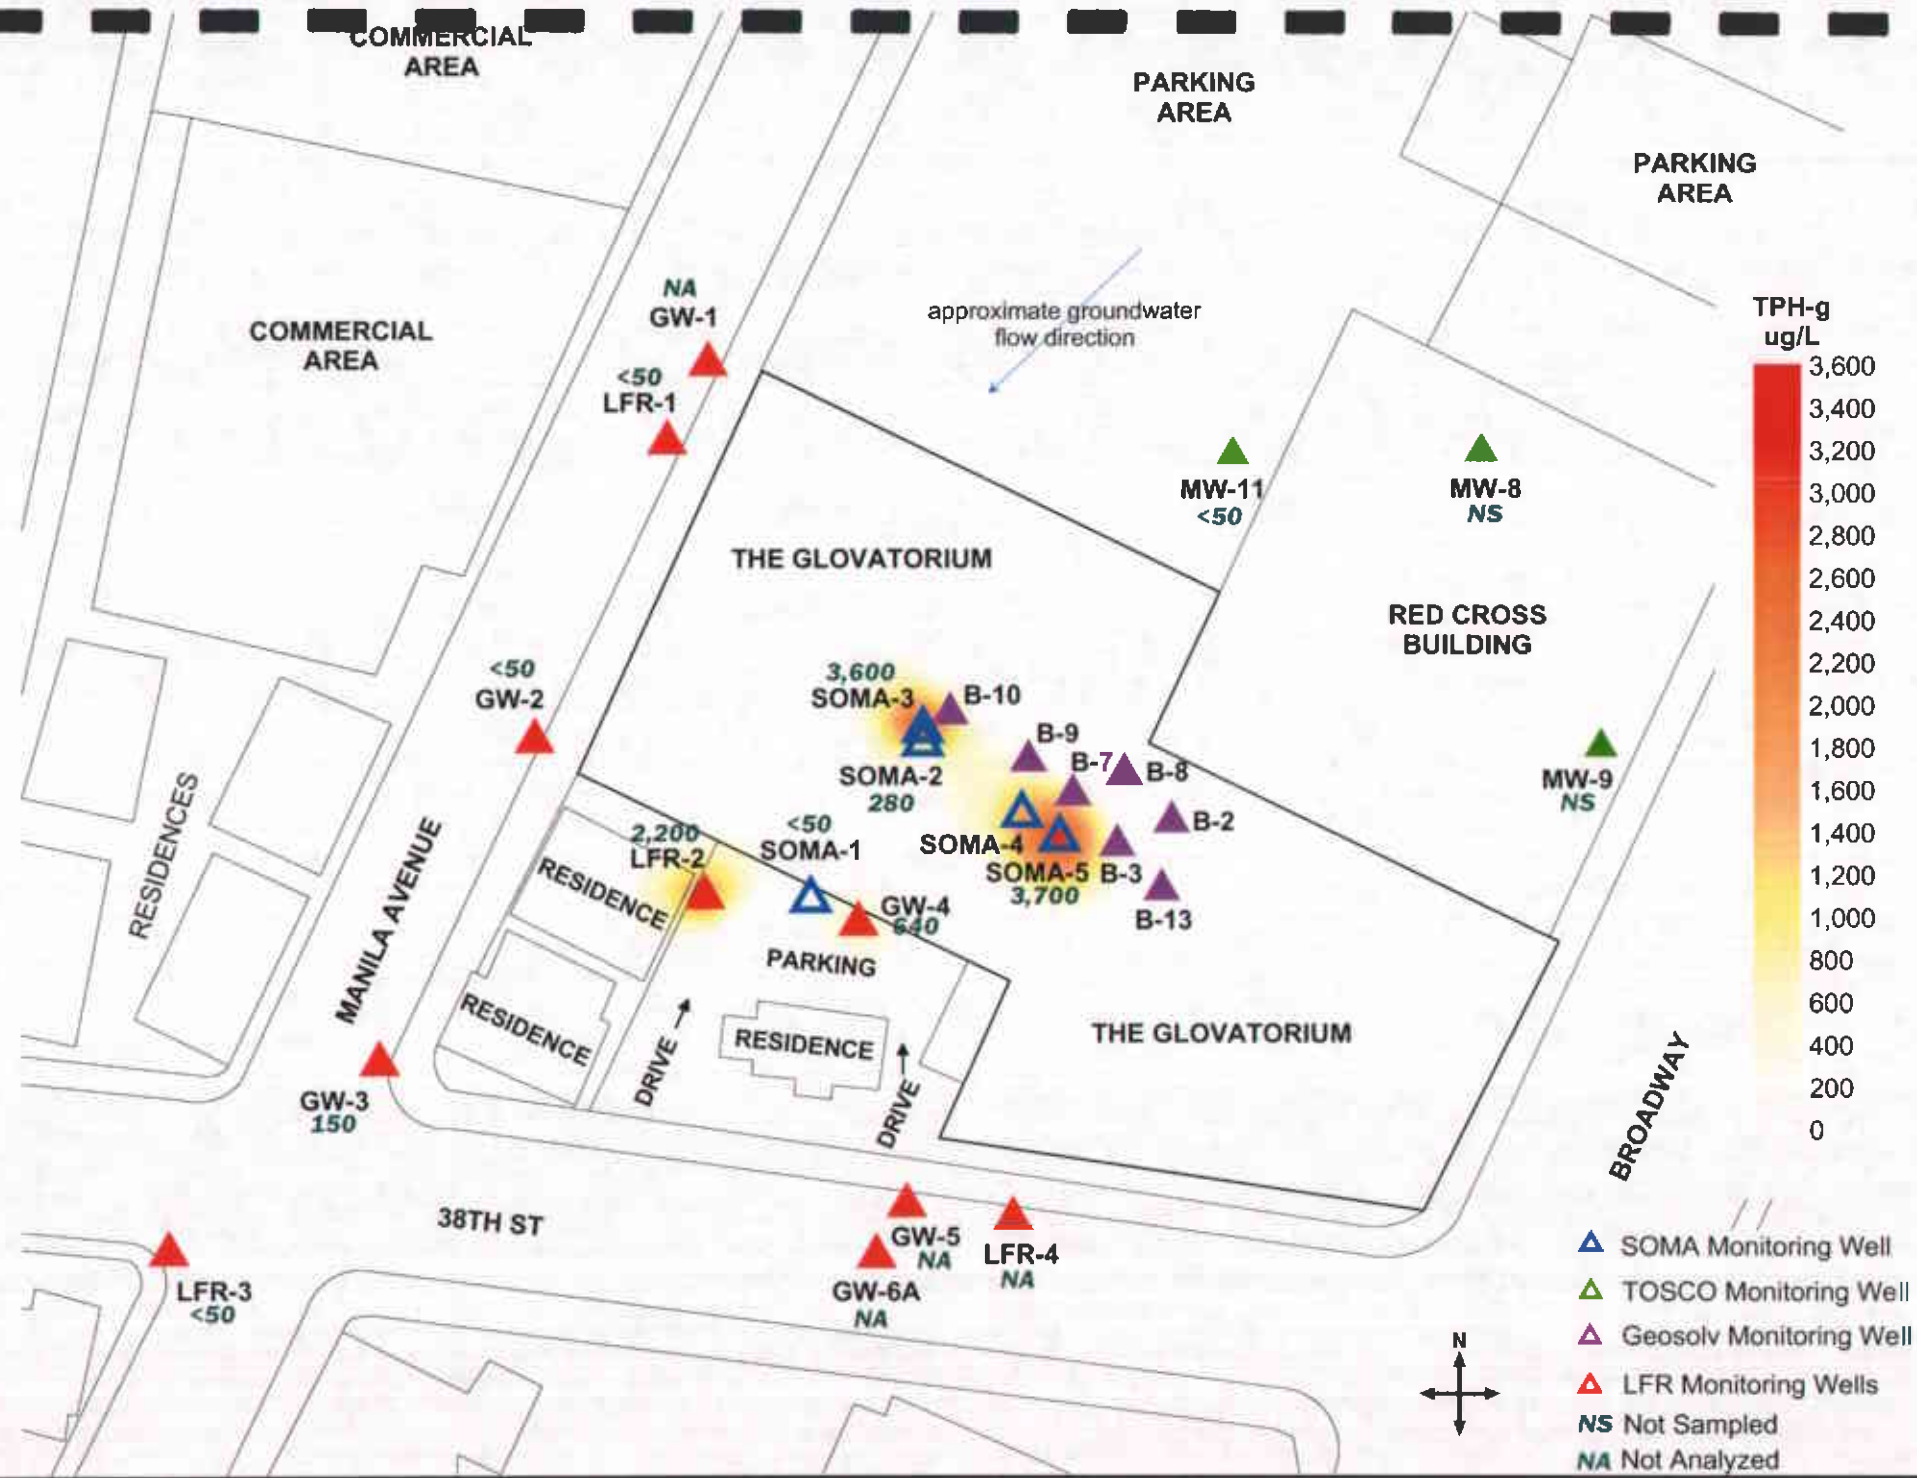 COMMERCIAL
AREA
PARKING
AREA
PARKING
AREA
NA
GW-1
approximate groundwater
flow direction
TPH-g
ug/L
COMMERCIAL
AREA
<50
LFR-1
3,600
3,400
3,200
3,000
2,800
2,600
2,400
2,200
2,000
1,800
1,600
1,400
1,200
1,000
800
600
400
200
0
MW-11
<50
MW-8
NS
THE GLOVATORIUM
RED CROSS
BUILDING
<50
GW-2
3,600
SOMA-3
B-10
B-9
B-7
B-8
SOMA-2
280
MW-9
NS
RESIDENCES
MANILA AVENUE
2,200
LFR-2
<50
SOMA-1
B-2
SOMA-4
SOMA-5
3,700
B-3
B-13
RESIDENCE
GW-4
640
PARKING
RESIDENCE
DRIVE
RESIDENCE
DRIVE
THE GLOVATORIUM
BROADWAY
GW-3
150
38TH ST
GW-5
NA
LFR-4
NA
GW-6A
NA
LFR-3
<50
N
SOMA Monitoring Well
TOSCO Monitoring Well
Geosolv Monitoring Well
LFR Monitoring Wells
NS Not Sampled
NA Not Analyzed